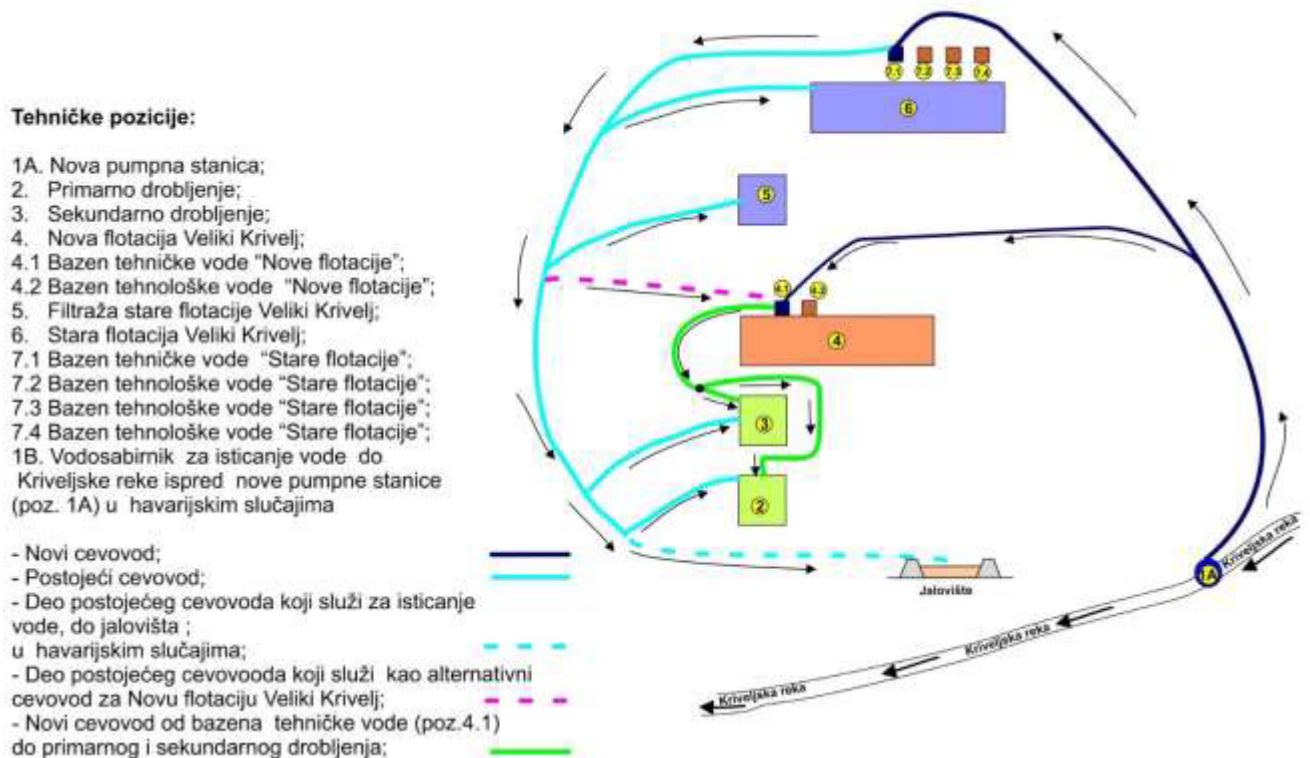 Tehničke pozicije:
1A. Nova pumpna stanica;
2. Primarno drobljenje;
3. Sekundarno drobljenje;
4. Nova flotacija Veliki Krivelj;
4.1 Bazen tehničke vode "Nove flotacije";
4.2 Bazen tehnološke vode "Nove flotacije";
5. Filtraža stare flotacije Veliki Krivelj;
6. Stara flotacija Veliki Krivelj;
7.1 Bazen tehničke vode "Stare flotacije";
7.2 Bazen tehnološke vode "Stare flotacije";
7.3 Bazen tehnološke vode "Stare flotacije";
7.4 Bazen tehnološke vode "Stare flotacije";
1B. Vodosabirnik za isticanje vode do
Kriveljske reke ispred nove pumpne stanice
(poz. 1A) u havarijskim slučajima
- Novi cevovod;
- Postojeći cevovod;
- Deo postojećeg cevovoda koji služi za isticanje
vode, do jalovišta ;
u havarijskim slučajima;
- Deo postojećeg cevovooda koji služi kao alternativni
cevovod za Novu flotaciju Veliki Krivelj;
- Novi cevovod od bazena tehničke vode (poz.4.1)
do primarnog i sekundarnog drobljenja;
7.1 7.2 7.3 7.4
6
5
4.1 4.2
4
3
2
Jalovište
1A
Kriveljska reka
Kriveljska reka
Kriveljska reka